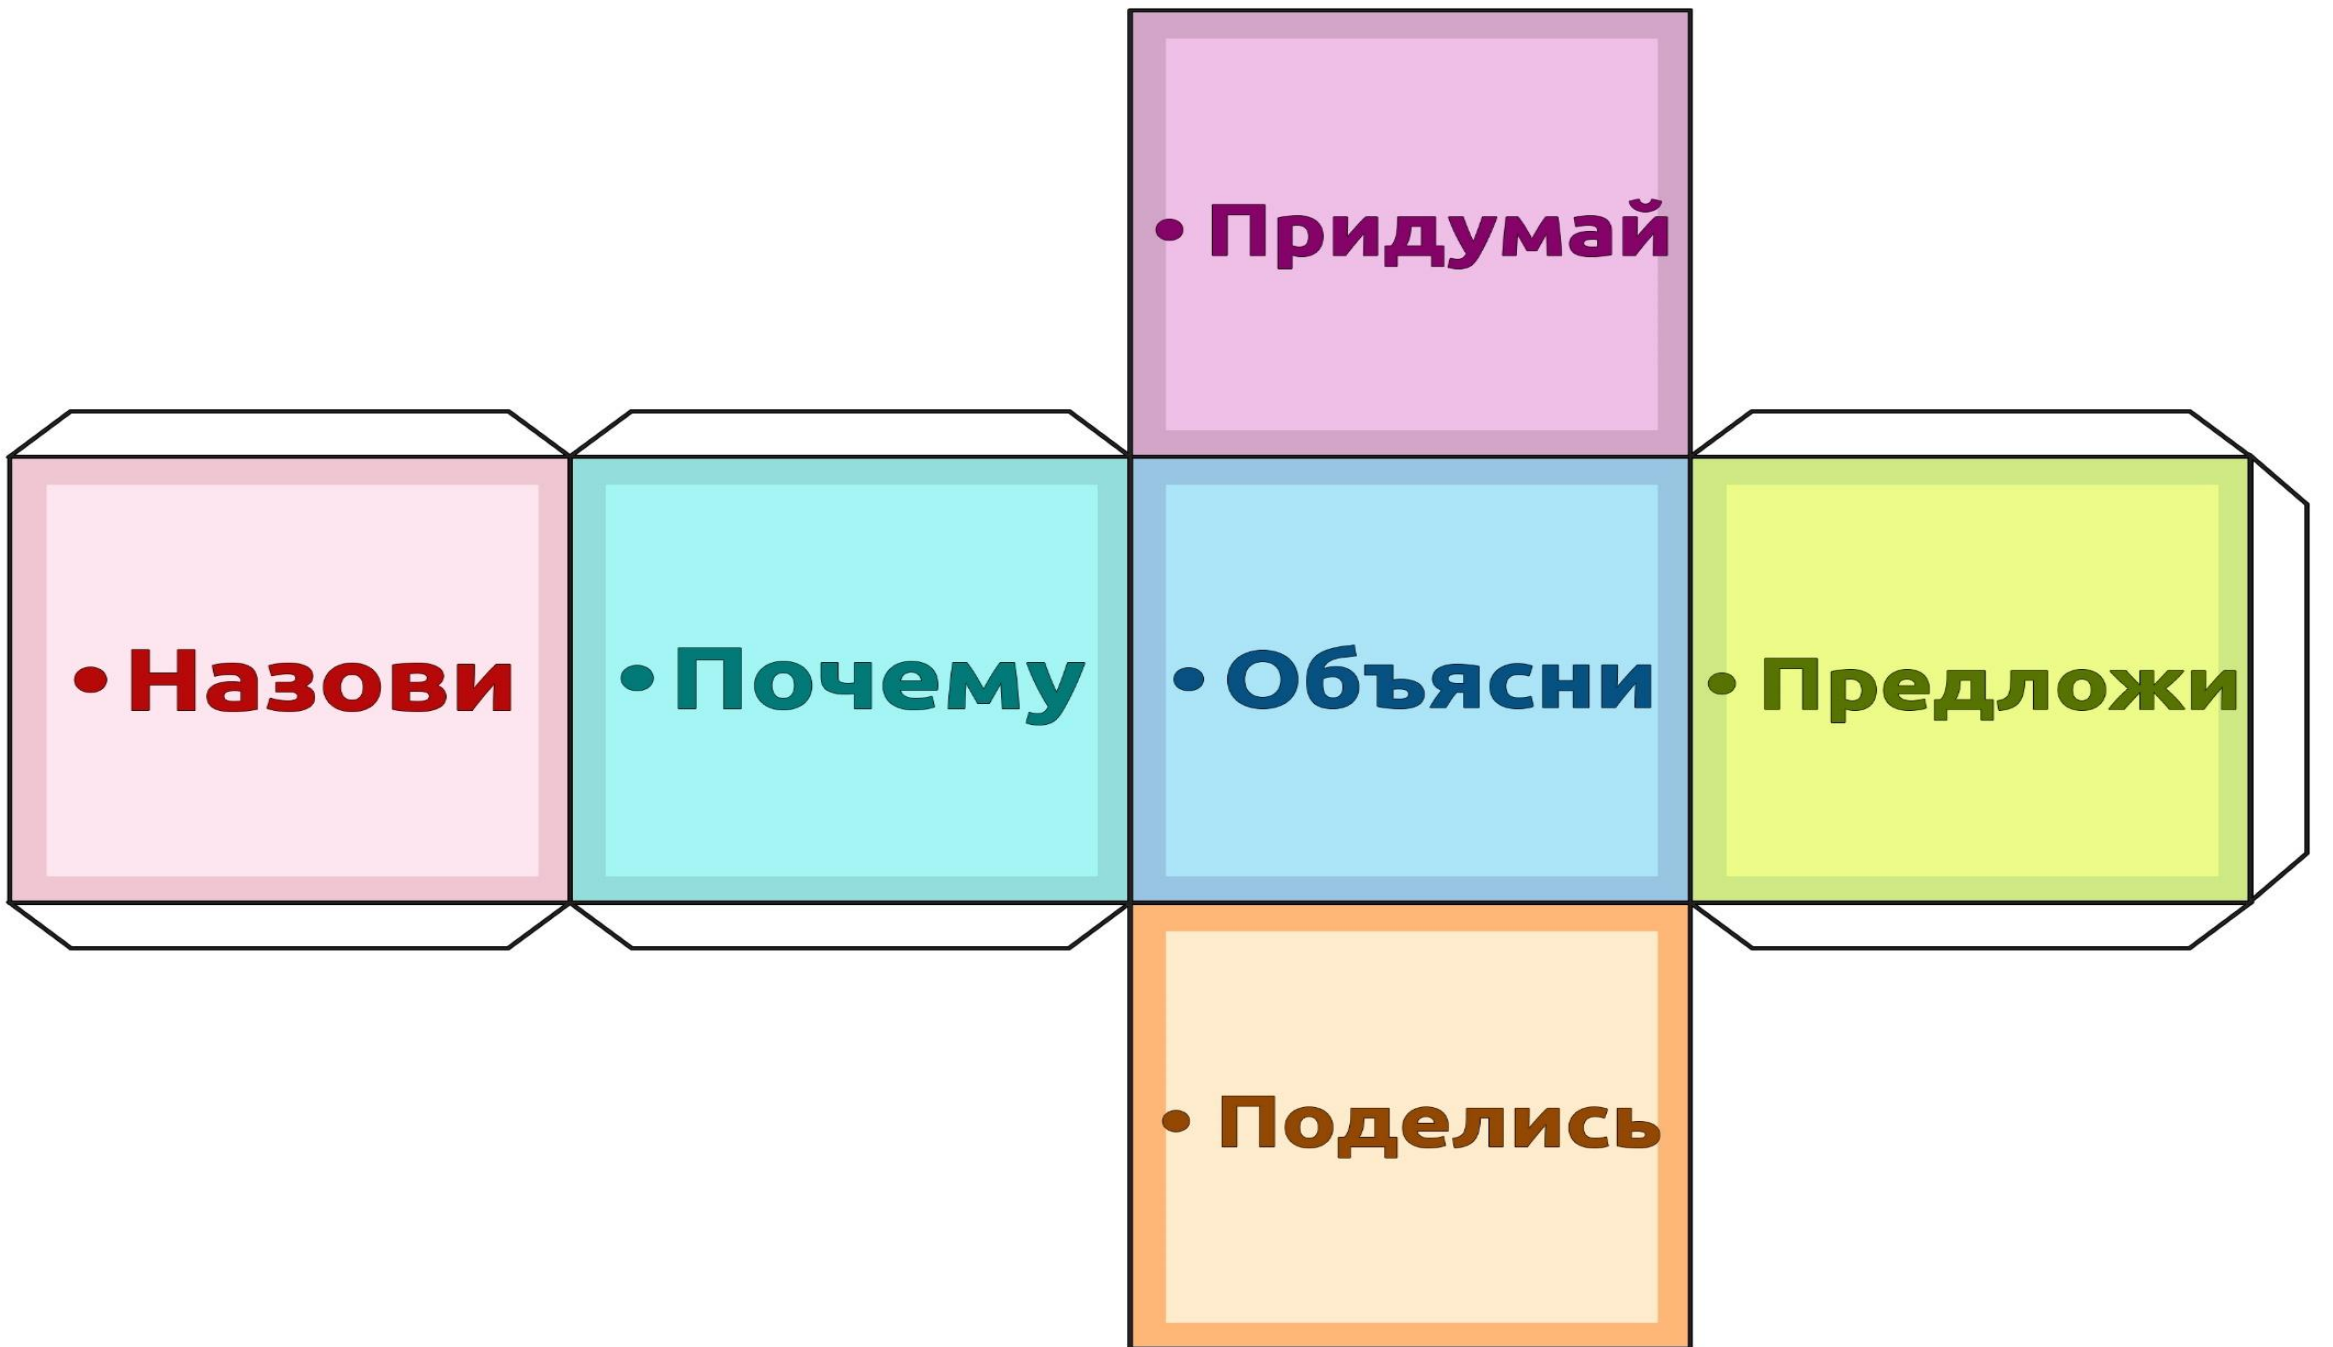 • Придумай
• Назови
• Почему
• Объясни
• Предложи
• Поделись